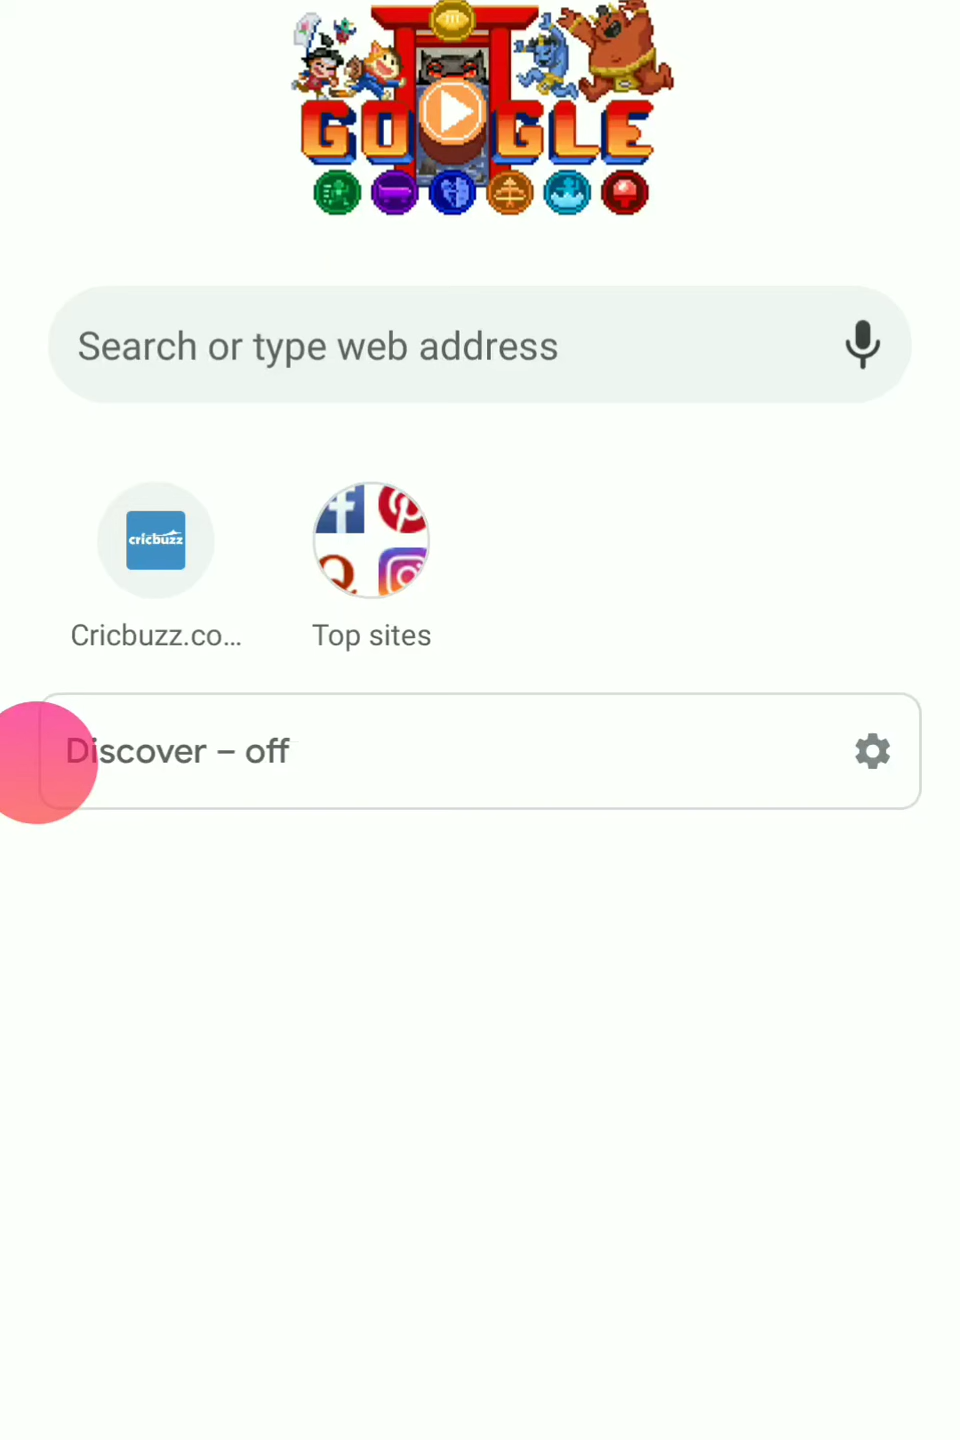 GOOGLE
Search or type web address
cricbuzz
Cricbuzz.co...
Top sites
Discover – off